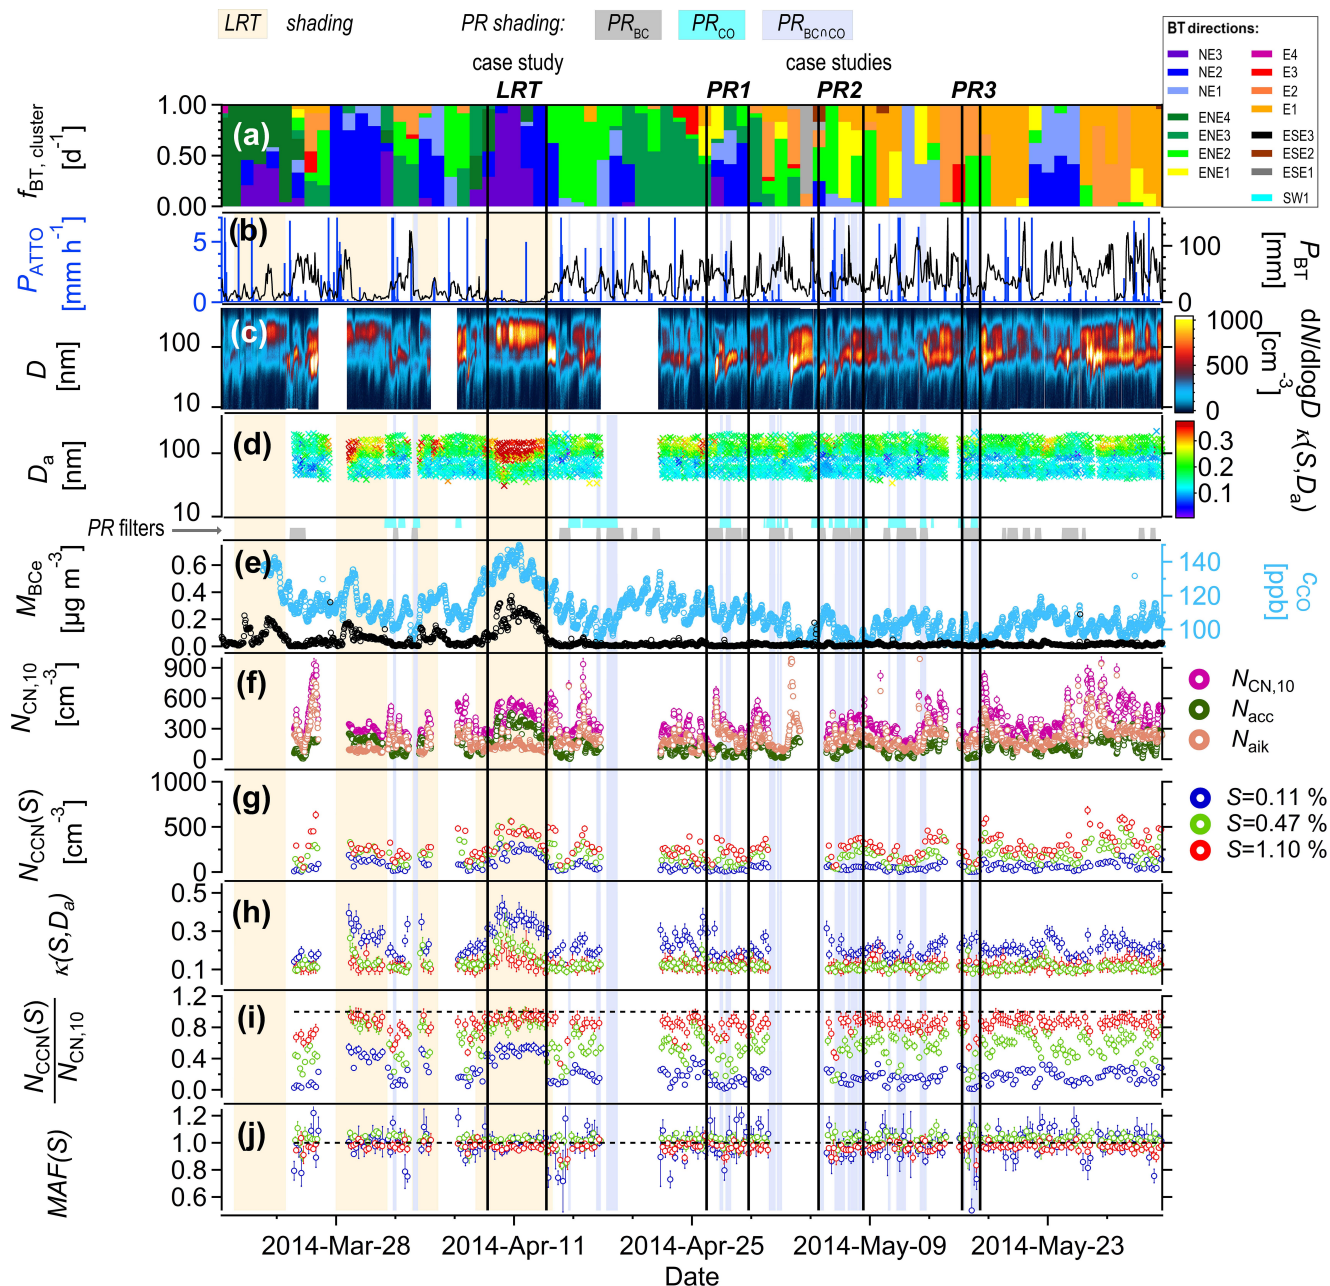 LRT shading PR shading: PR_BC PR_CO PR_BC∩CO
case study case studies
LRT PR1 PR2 PR3
BT directions:
NE3 E4
NE2 E3
NE1 E2
E1
ENE4 ESE3
ENE3 ESE2
ENE2 ESE1
ENE1 SW1
(a)
f_BT, cluster [d^-1]
1.00
0.50
0.00
(b)
P_ATTO [mm h^-1]
5
0
P_BT [mm]
100
0
(c)
D [nm]
100
10
dN/dlogD [cm^-3]
1000
500
0
(d)
D_a [nm]
100
10
κ(S,D_a)
0.3
0.2
0.1
PR filters
(e)
M_BCe [µg m^-3]
0.6
0.4
0.2
0.0
c_CO [ppb]
140
120
100
(f)
N_CN,10 [cm^-3]
900
600
300
0
N_CN,10
N_acc
N_aik
(g)
N_CCN(S) [cm^-3]
1000
500
0
S=0.11 %
S=0.47 %
S=1.10 %
(h)
κ(S,D_a)
0.5
0.3
0.1
(i)
N_CCN(S)
N_CN,10
1.2
0.8
0.4
0.0
(j)
MAF(S)
1.2
1.0
0.8
0.6
2014-Mar-28 2014-Apr-11 2014-Apr-25 2014-May-09 2014-May-23
Date